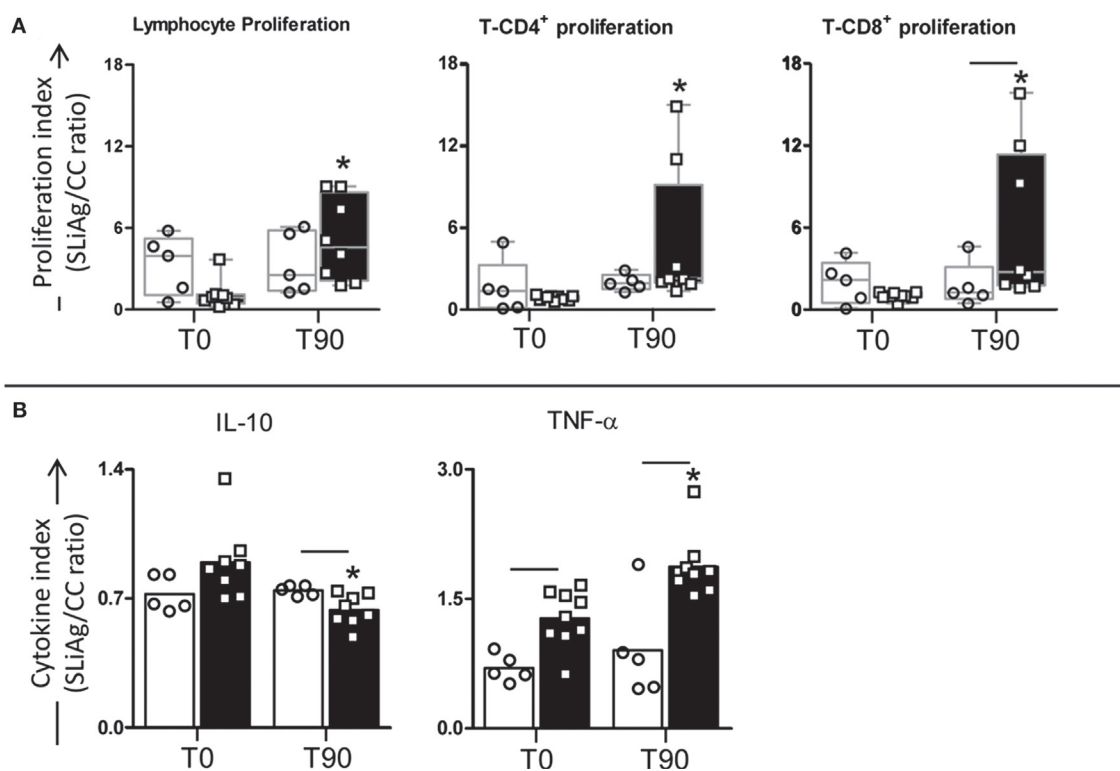 A
Lymphocyte Proliferation
T-CD4+ proliferation
T-CD8+ proliferation
Proliferation index
(SLiAg/CC ratio)
18
12
6
0
*
T0
T90
18
12
6
0
*
T0
T90
18
12
6
0
*
T0
T90
B
IL-10
TNF-α
Cytokine index
(SLiAg/CC ratio)
1.4
0.7
0.0
*
T0
T90
3.0
1.5
0.0
*
T0
T90